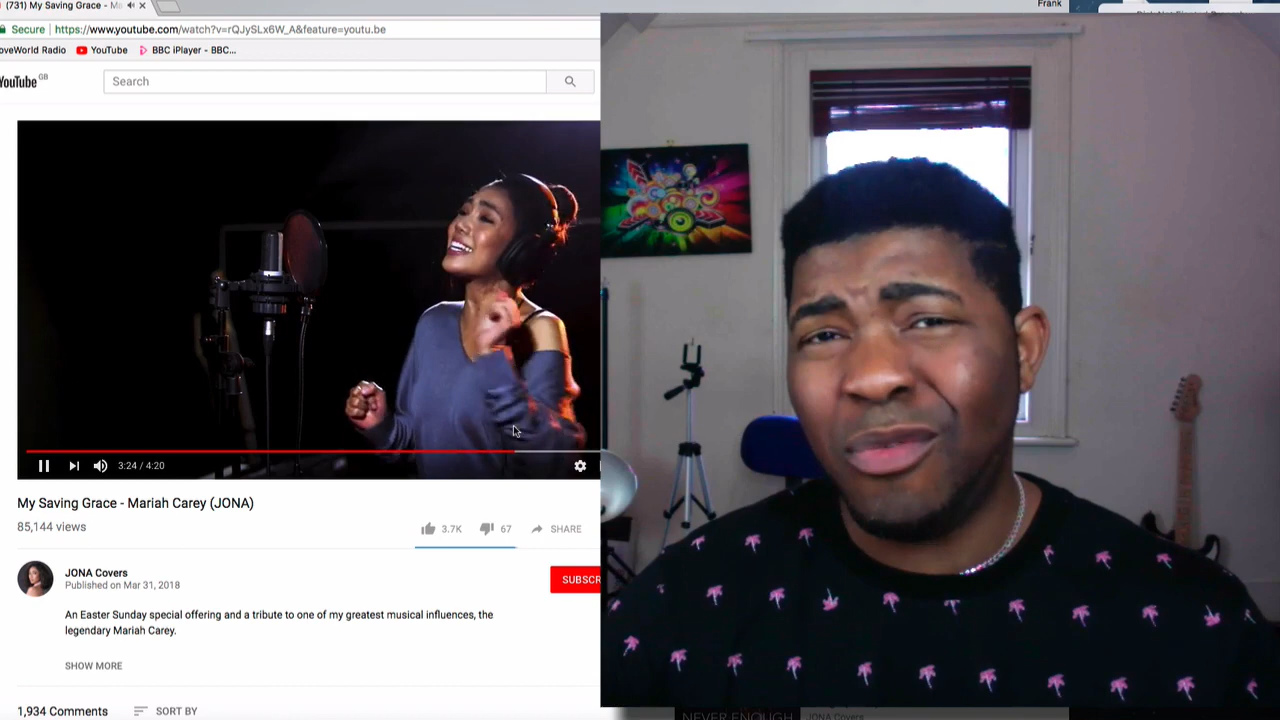 (731) My Saving Grace - Ma
Frank
Secure | https://www.youtube.com/watch?v=rQJySLx6W_A&feature=youtu.be
oveWorld Radio YouTube BBC iPlayer - BBC...
YouTube GB
Search
3:24 / 4:20
My Saving Grace - Mariah Carey (JONA)
85,144 views
3.7K 67 SHARE
JONA Covers
Published on Mar 31, 2018
SUBSCR
An Easter Sunday special offering and a tribute to one of my greatest musical influences, the
legendary Mariah Carey.
SHOW MORE
1,934 Comments SORT BY
NEVER ENOUGH JONA Covers